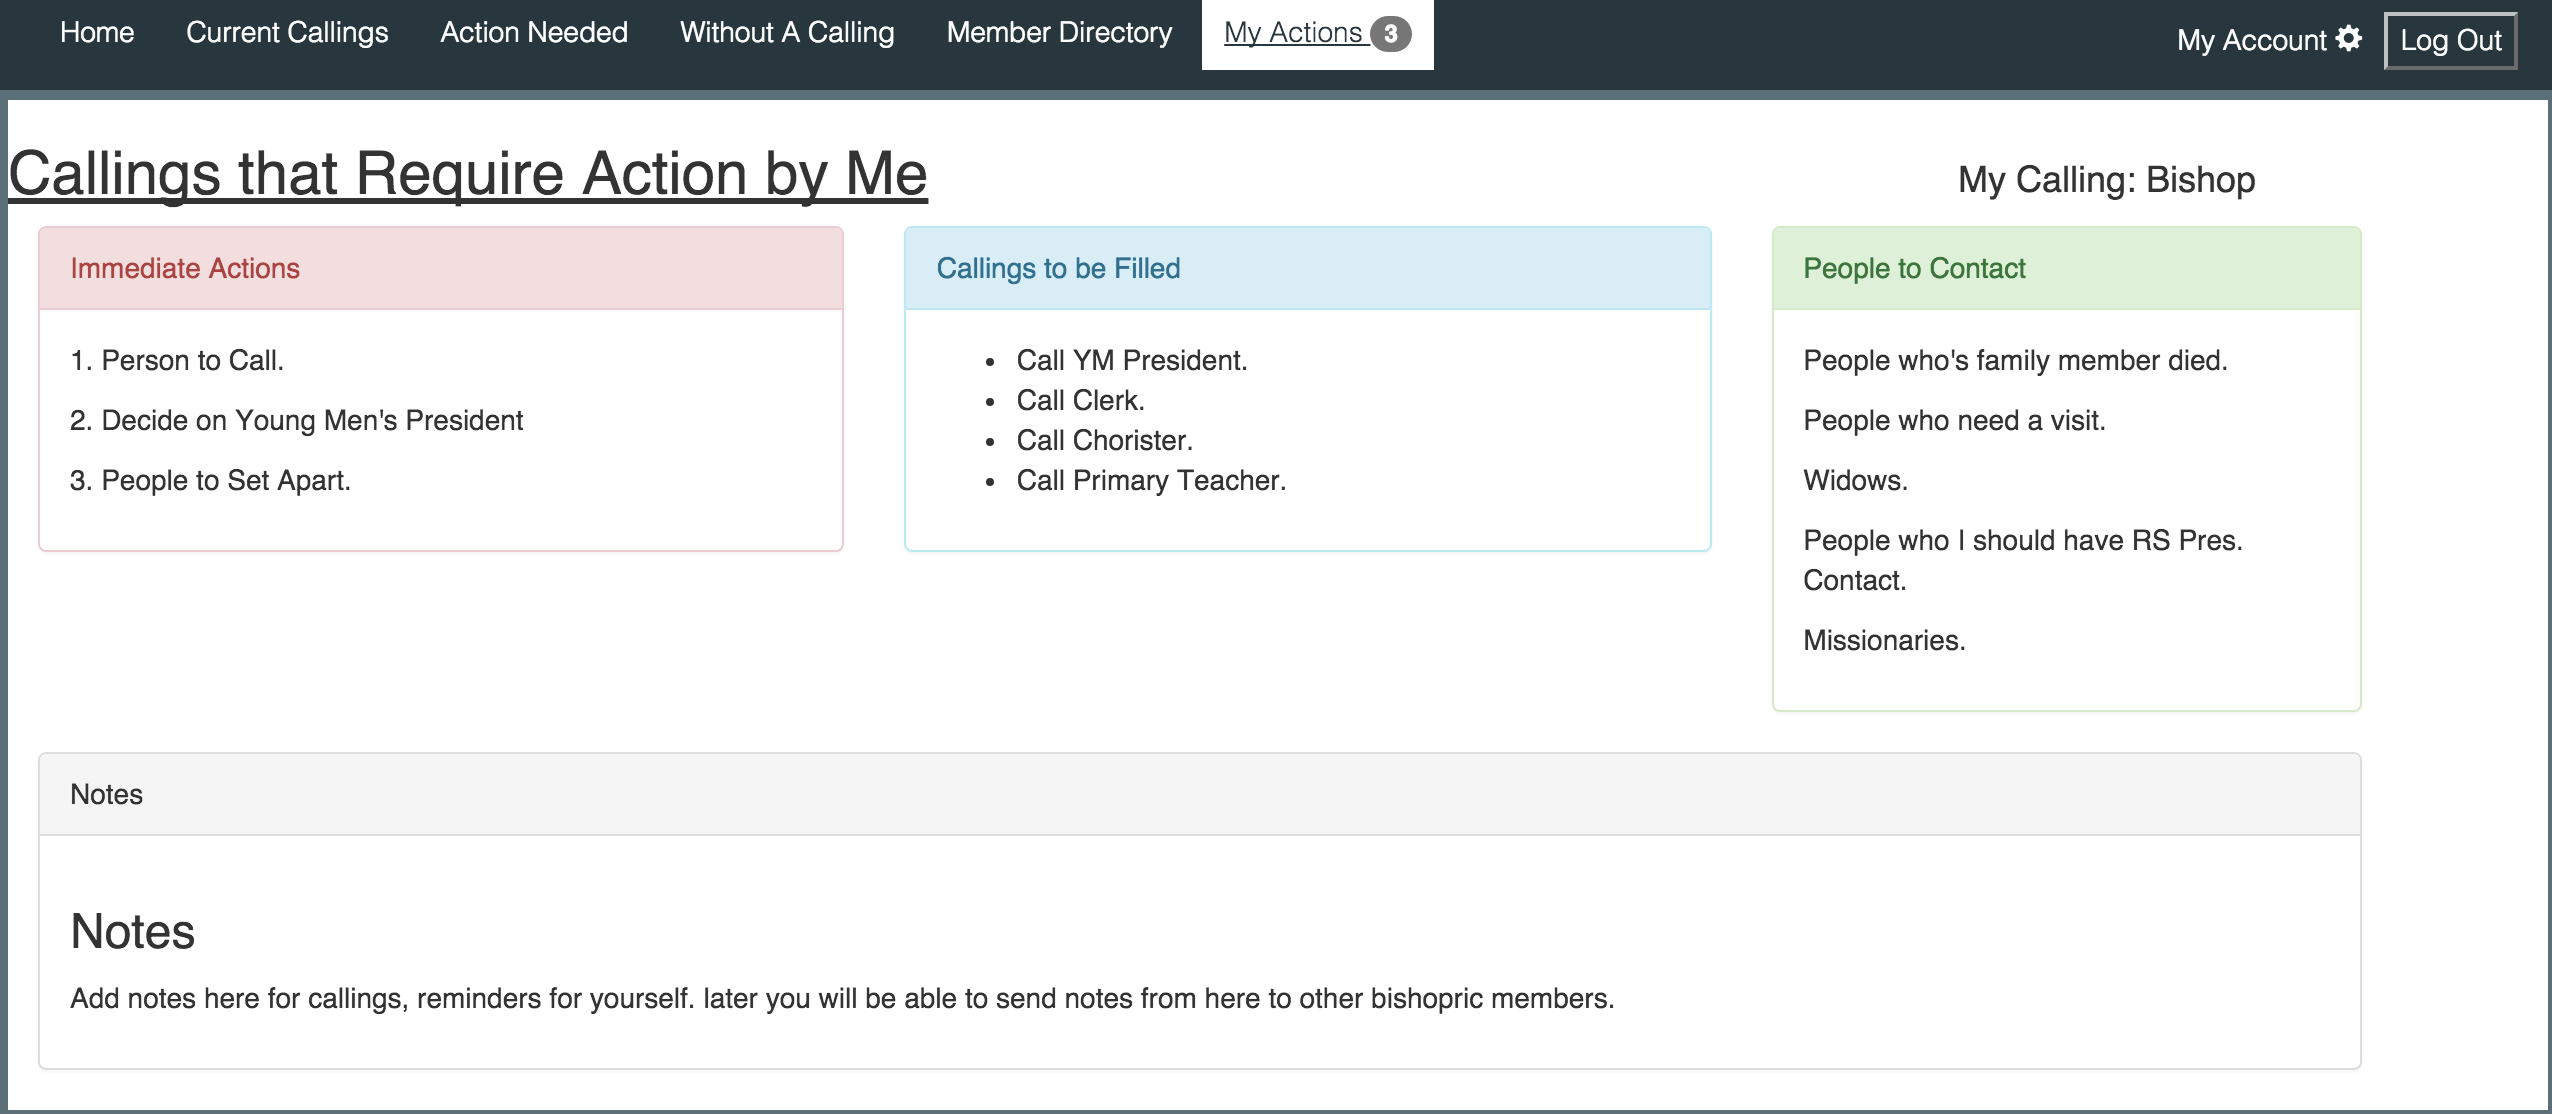 Home Current Callings Action Needed Without A Calling Member Directory My Actions 3 My Account Log Out
Callings that Require Action by Me
My Calling: Bishop
Immediate Actions
1. Person to Call.
2. Decide on Young Men's President
3. People to Set Apart.
Callings to be Filled
• Call YM President.
• Call Clerk.
• Call Chorister.
• Call Primary Teacher.
People to Contact
People who's family member died.
People who need a visit.
Widows.
People who I should have RS Pres.
Contact.
Missionaries.
Notes
Notes
Add notes here for callings, reminders for yourself. later you will be able to send notes from here to other bishopric members.